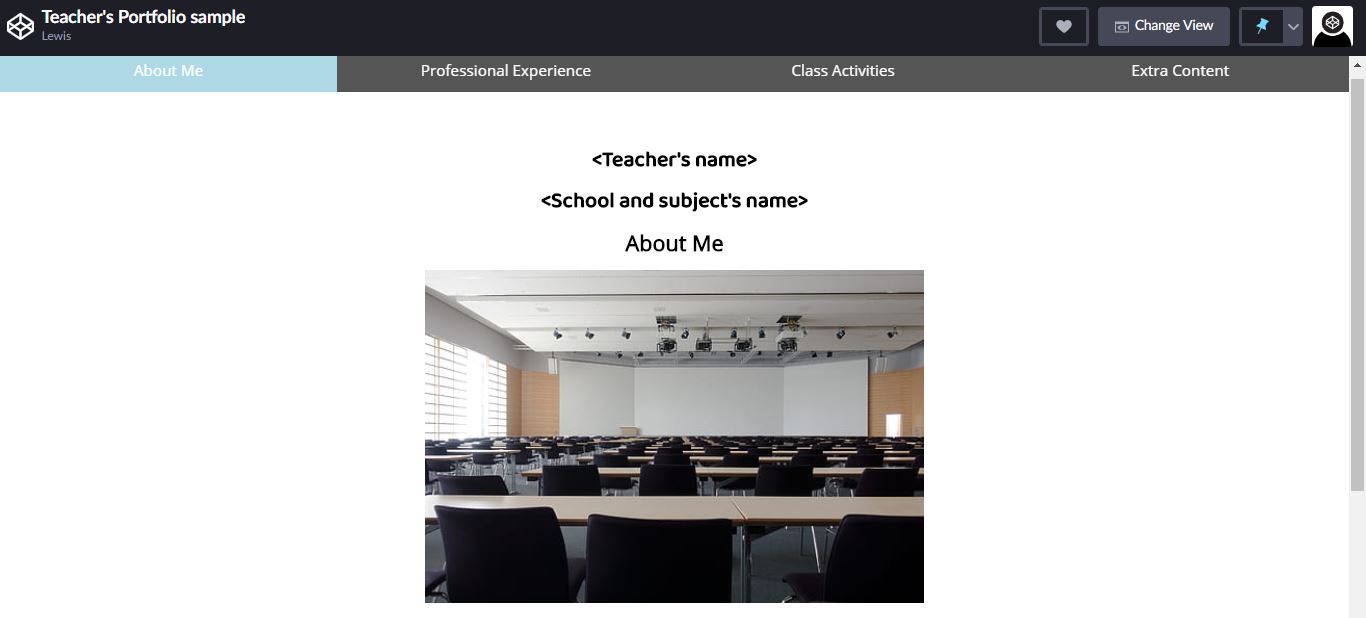 Teacher's Portfolio sample
Lewis
Change View
About Me
Professional Experience
Class Activities
Extra Content
<Teacher's name>
<School and subject's name>
About Me